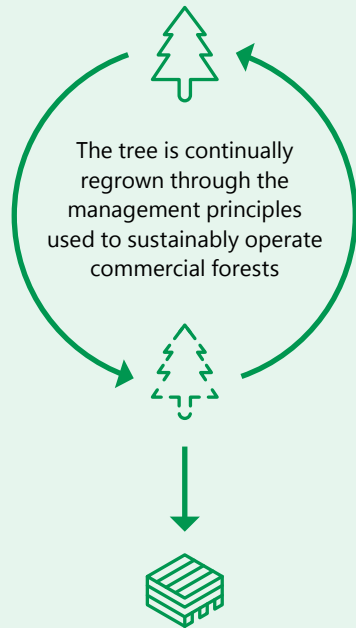 The tree is continually
regrown through the
management principles
used to sustainably operate
commercial forests